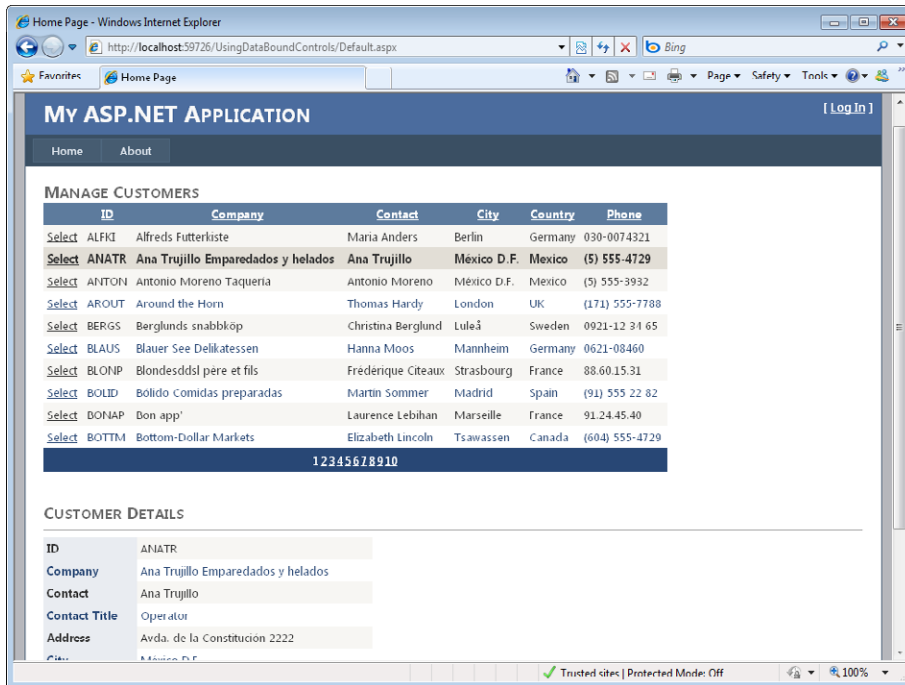 Home Page - Windows Internet Explorer
http://localhost:59726/UsingDataBoundControls/Default.aspx
Bing
Favorites Home Page Page Safety Tools
MY ASP.NET APPLICATION [ Log In ]
Home About
MANAGE CUSTOMERS
ID Company Contact City Country Phone
Select ALFKI Alfreds Futterkiste Maria Anders Berlin Germany 030-0074321
Select ANATR Ana Trujillo Emparedados y helados Ana Trujillo México D.F. Mexico (5) 555-4729
Select ANTON Antonio Moreno Taquería Antonio Moreno México D.F. Mexico (5) 555-3932
Select AROUT Around the Horn Thomas Hardy London UK (171) 555-7788
Select BERGS Berglunds snabbköp Christina Berglund Luleå Sweden 0921-12 34 65
Select BLAUS Blauer See Delikatessen Hanna Moos Mannheim Germany 0621-08460
Select BLONP Blondesddsl père et fils Frédérique Citeaux Strasbourg France 88.60.15.31
Select BOLID Bólido Comidas preparadas Martín Sommer Madrid Spain (91) 555 22 82
Select BONAP Bon app' Laurence Lebihan Marseille France 91.24.45.40
Select BOTTM Bottom-Dollar Markets Elizabeth Lincoln Tsawassen Canada (604) 555-4729
12345678910
CUSTOMER DETAILS
ID ANATR
Company Ana Trujillo Emparedados y helados
Contact Ana Trujillo
Contact Title Operator
Address Avda. de la Constitución 2222
City México D.F.
Trusted sites | Protected Mode: Off 100%